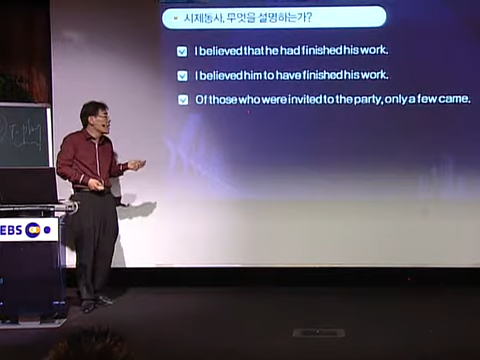 시제동사, 무엇을 설명하는가?
I believed that he had finished his work.
I believed him to have finished his work.
Of those who were invited to the party, only a few came.
EBS